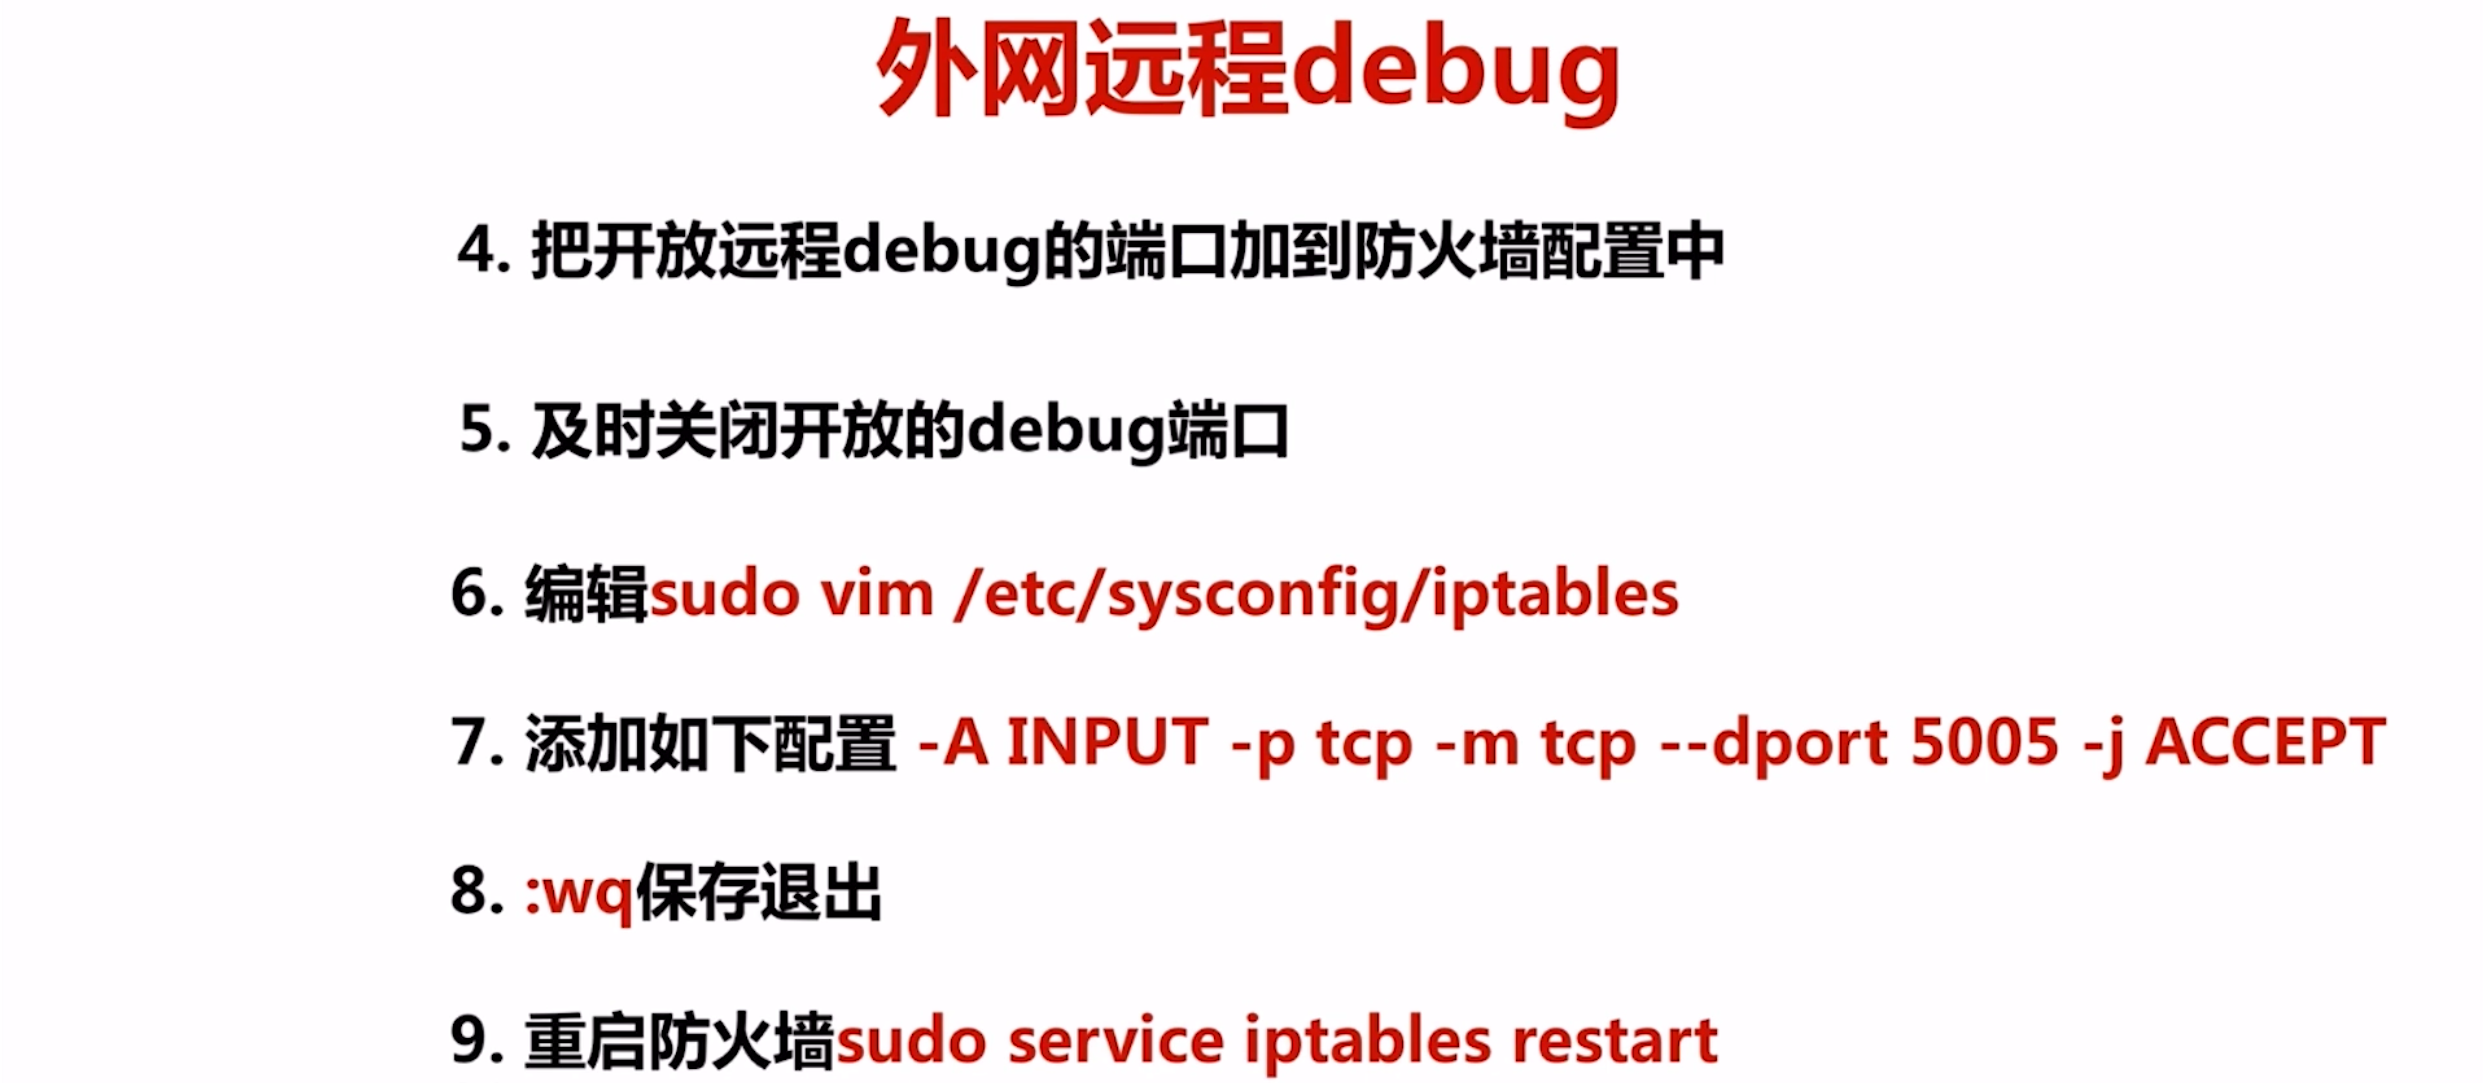 外网远程debug
4. 把开放远程debug的端口加到防火墙配置中
5. 及时关闭开放的debug端口
6. 编辑sudo vim /etc/sysconfig/iptables
7. 添加如下配置 -A INPUT -p tcp -m tcp --dport 5005 -j ACCEPT
8. :wq保存退出
9. 重启防火墙sudo service iptables restart